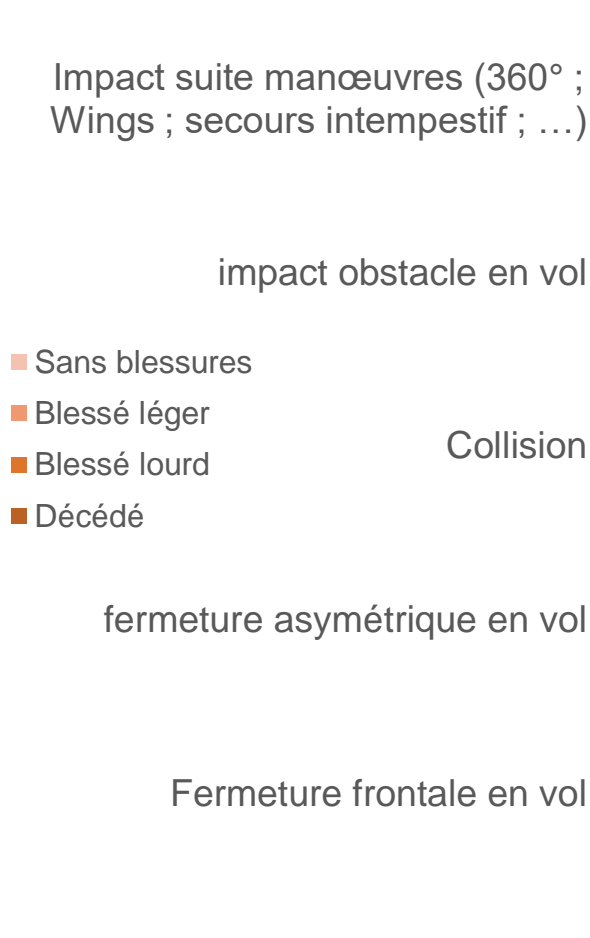 Impact suite manœuvres (360° ;
Wings ; secours intempestif ; …)
impact obstacle en vol
Sans blessures
Blessé léger
Blessé lourd
Décédé
Collision
fermeture asymétrique en vol
Fermeture frontale en vol